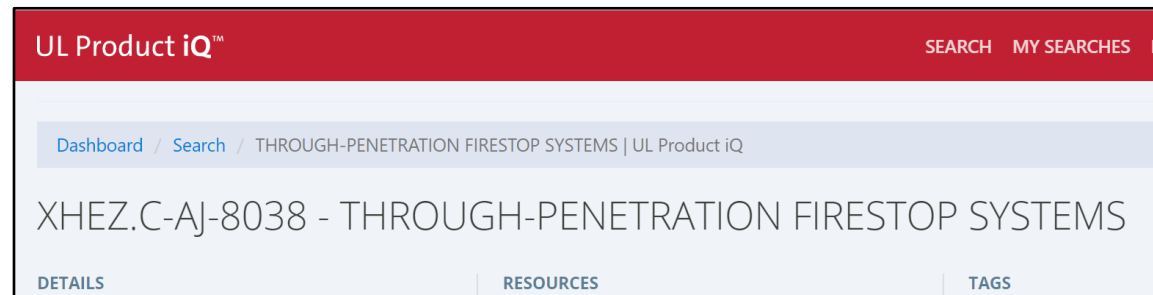 UL Product iQ™ SEARCH MY SEARCHES
Dashboard / Search / THROUGH-PENETRATION FIRESTOP SYSTEMS | UL Product iQ
XHEZ.C-AJ-8038 - THROUGH-PENETRATION FIRESTOP SYSTEMS
DETAILS RESOURCES TAGS